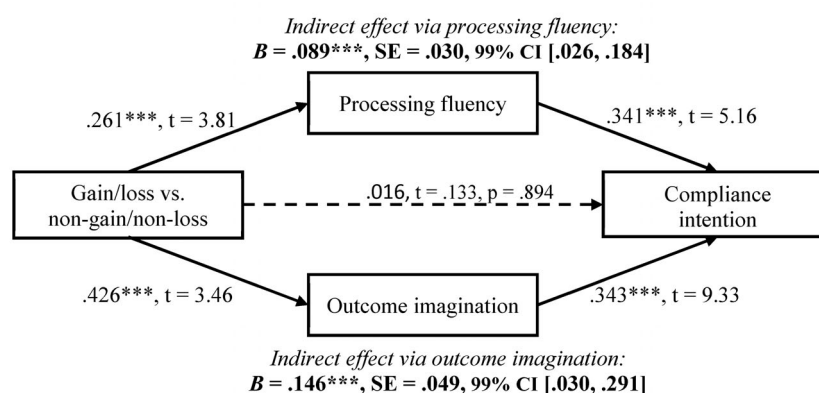 Indirect effect via processing fluency:
B = .089***, SE = .030, 99% CI [.026, .184]
Processing fluency
.261***, t = 3.81
.341***, t = 5.16
Gain/loss vs.
non-gain/non-loss
.016, t = .133, p = .894
Compliance
intention
.426***, t = 3.46
Outcome imagination
.343***, t = 9.33
Indirect effect via outcome imagination:
B = .146***, SE = .049, 99% CI [.030, .291]